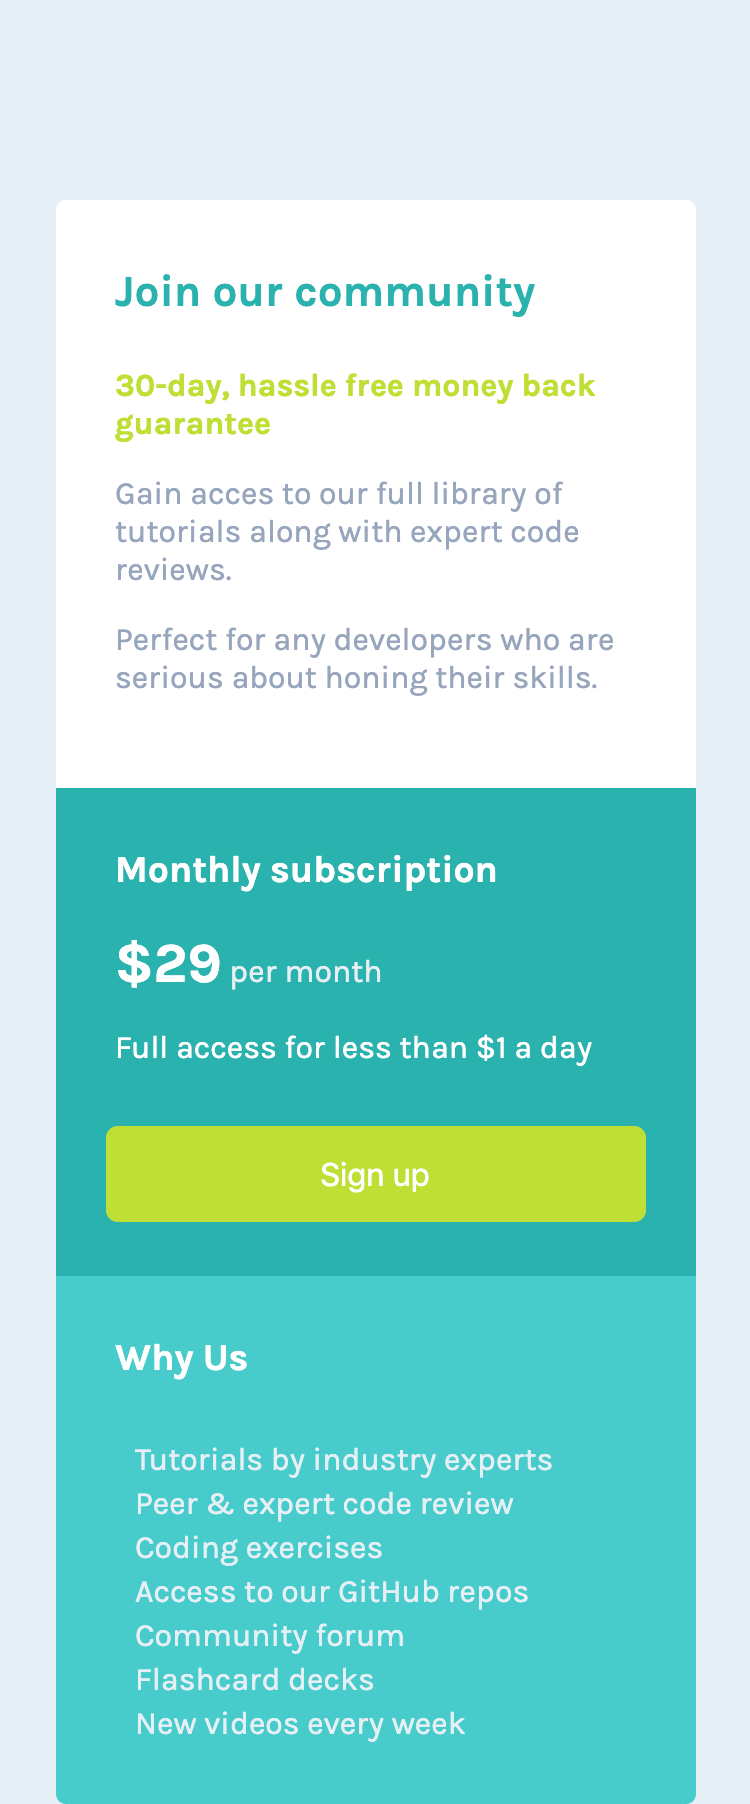 Join our community
30-day, hassle free money back
guarantee
Gain acces to our full library of
tutorials along with expert code
reviews.
Perfect for any developers who are
serious about honing their skills.
Monthly subscription
$29 per month
Full access for less than $1 a day
Sign up
Why Us
Tutorials by industry experts
Peer & expert code review
Coding exercises
Access to our GitHub repos
Community forum
Flashcard decks
New videos every week